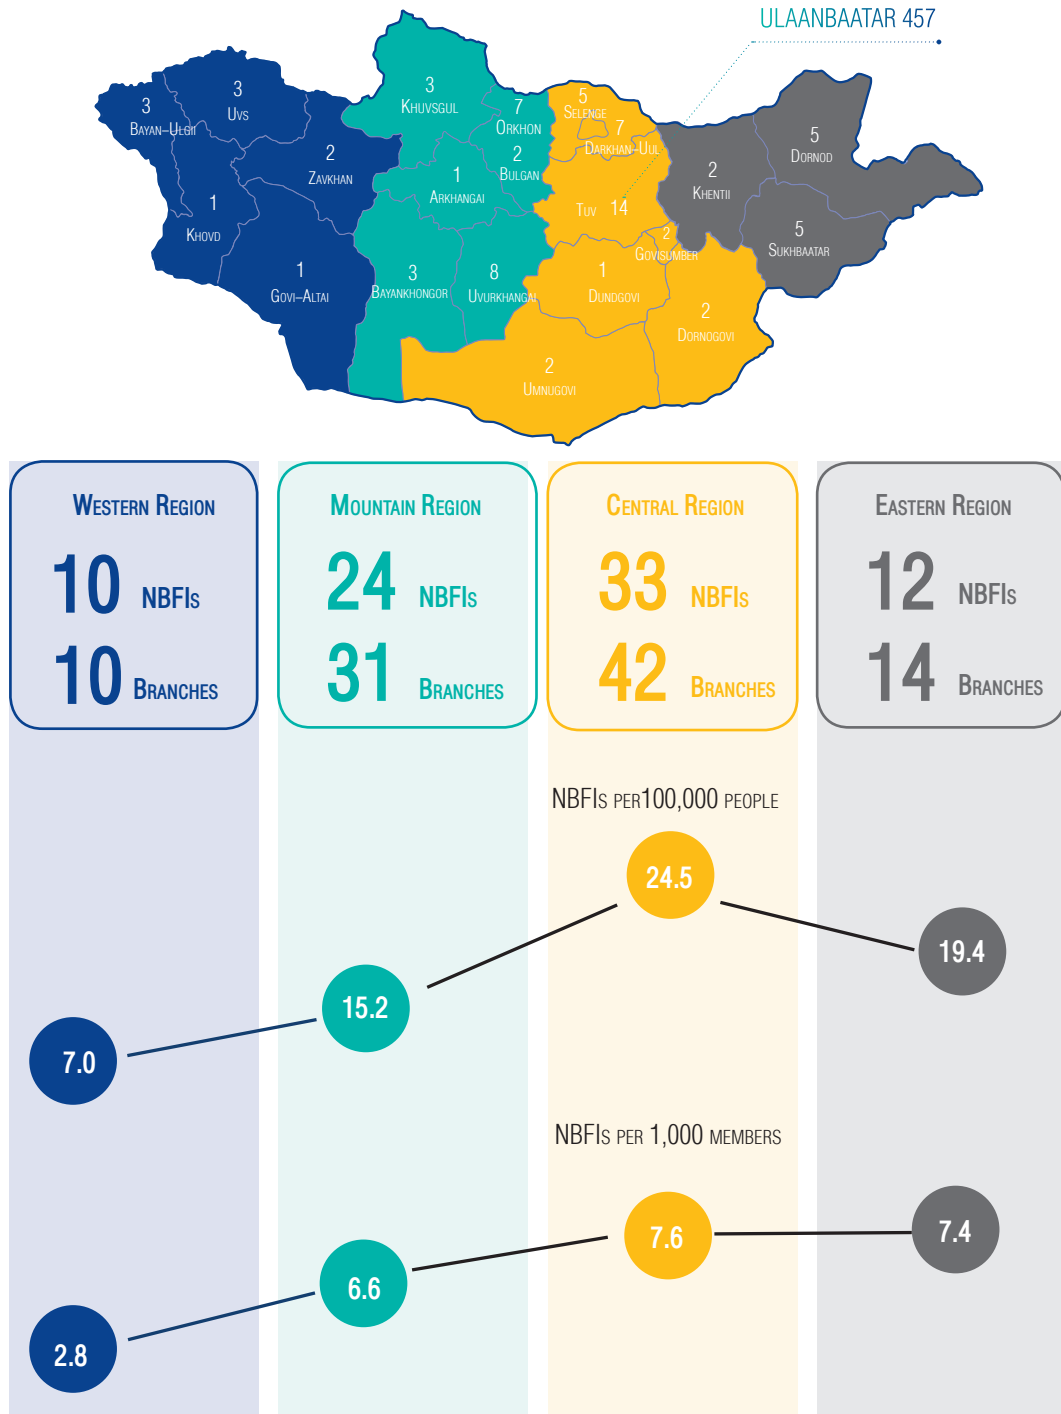 ULAANBAATAR 457
3
BAYAN-ULGII
3
UVS
2
ZAVKHAN
1
KHOVD
1
GOVI-ALTAI
3
KHUVSGUL
7
ORKHON
2
BULGAN
1
ARKHANGAI
3
BAYANKHONGOR
8
UVURKHANGAI
5
SELENGE
7
DARKHAN-UUL
TUV 14
2
GOVISUMBER
1
DUNDGOVI
2
DORNOGOVI
2
UMNUGOVI
2
KHENTII
5
DORNOD
5
SUKHBAATAR
WESTERN REGION
10 NBFIS
10 BRANCHES
MOUNTAIN REGION
24 NBFIS
31 BRANCHES
CENTRAL REGION
33 NBFIS
42 BRANCHES
EASTERN REGION
12 NBFIS
14 BRANCHES
NBFIS PER100,000 PEOPLE
7.0
15.2
24.5
19.4
NBFIS PER 1,000 MEMBERS
2.8
6.6
7.6
7.4